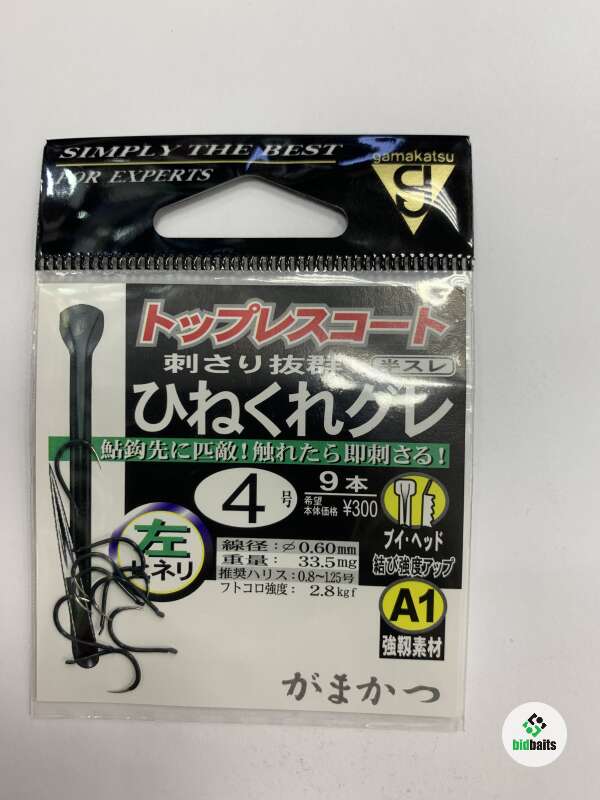 SIMPLY THE BEST
FOR EXPERTS
gamakatsu
トップレスコート
刺さり抜群
半スレ
ひねくれグレ
鮎鈎先に匹敵!触れたら即刺さる!
4号
9本
希望
本体価格 ¥300
左
ヒネリ
線径:φ0.60mm
重量:33.5mg
推奨ハリス:0.8〜1.25号
フトコロ強度:2.8kgf
ブイ・ヘッド
結び強度アップ
A1
強靱素材
がまかつ
bidbaits